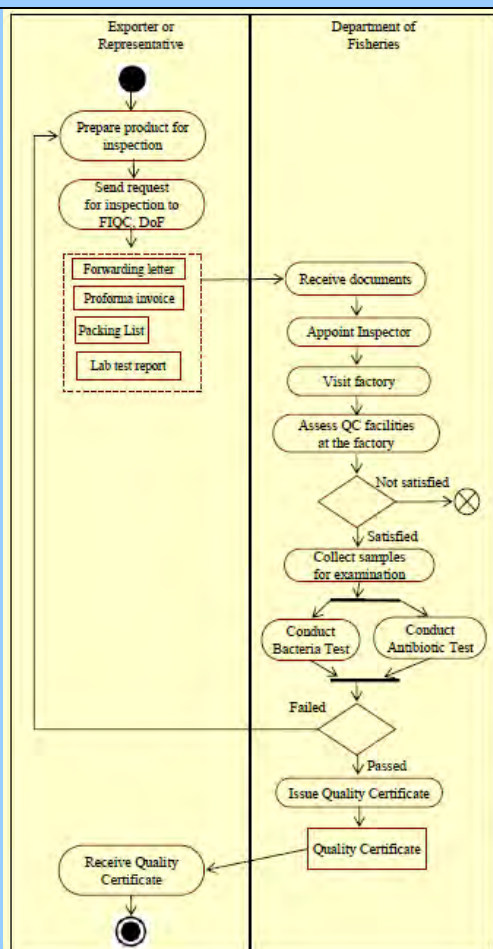 Exporter or
Representative
Department of
Fisheries
Prepare product for
inspection
Send request
for inspection to
FIQC, DoF
Forwarding letter
Proforma invoice
Packing List
Lab test report
Receive documents
Appoint Inspector
Visit factory
Assess QC facilities
at the factory
Not satisfied
Satisfied
Collect samples
for examination
Conduct
Bacteria Test
Conduct
Antibiotic Test
Failed
Passed
Issue Quality Certificate
Quality Certificate
Receive Quality
Certificate